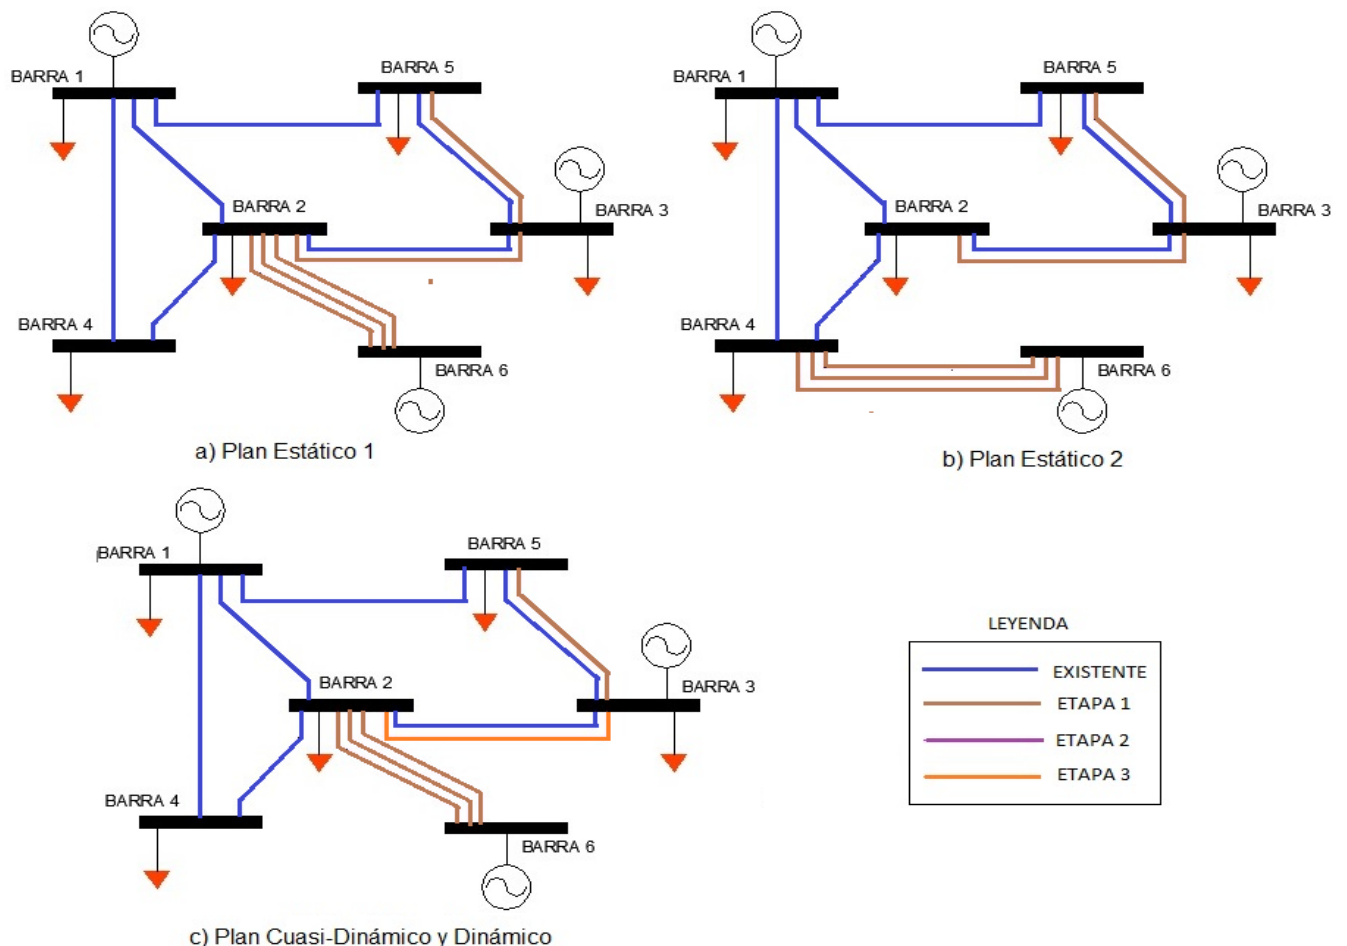 BARRA 1
BARRA 5
BARRA 2
BARRA 3
BARRA 4
BARRA 6
a) Plan Estático 1
BARRA 1
BARRA 5
BARRA 2
BARRA 3
BARRA 4
BARRA 6
b) Plan Estático 2
BARRA 1
BARRA 5
BARRA 2
BARRA 3
BARRA 4
BARRA 6
c) Plan Cuasi-Dinámico y Dinámico
LEYENDA
EXISTENTE
ETAPA 1
ETAPA 2
ETAPA 3